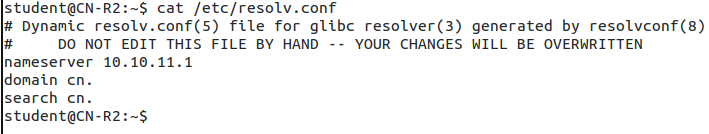 student@CN-R2:~$ cat /etc/resolv.conf
# Dynamic resolv.conf(5) file for glibc resolver(3) generated by resolvconf(8)
#     DO NOT EDIT THIS FILE BY HAND -- YOUR CHANGES WILL BE OVERWRITTEN
nameserver 10.10.11.1
domain cn.
search cn.
student@CN-R2:~$